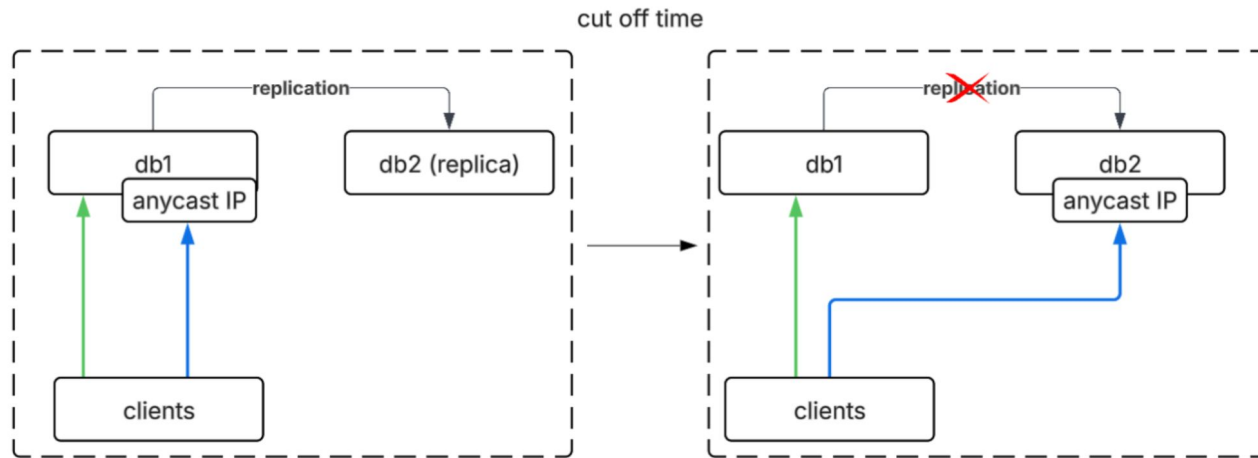 cut off time
replication
db1
db2 (replica)
anycast IP
clients
replication
db1
db2
anycast IP
clients